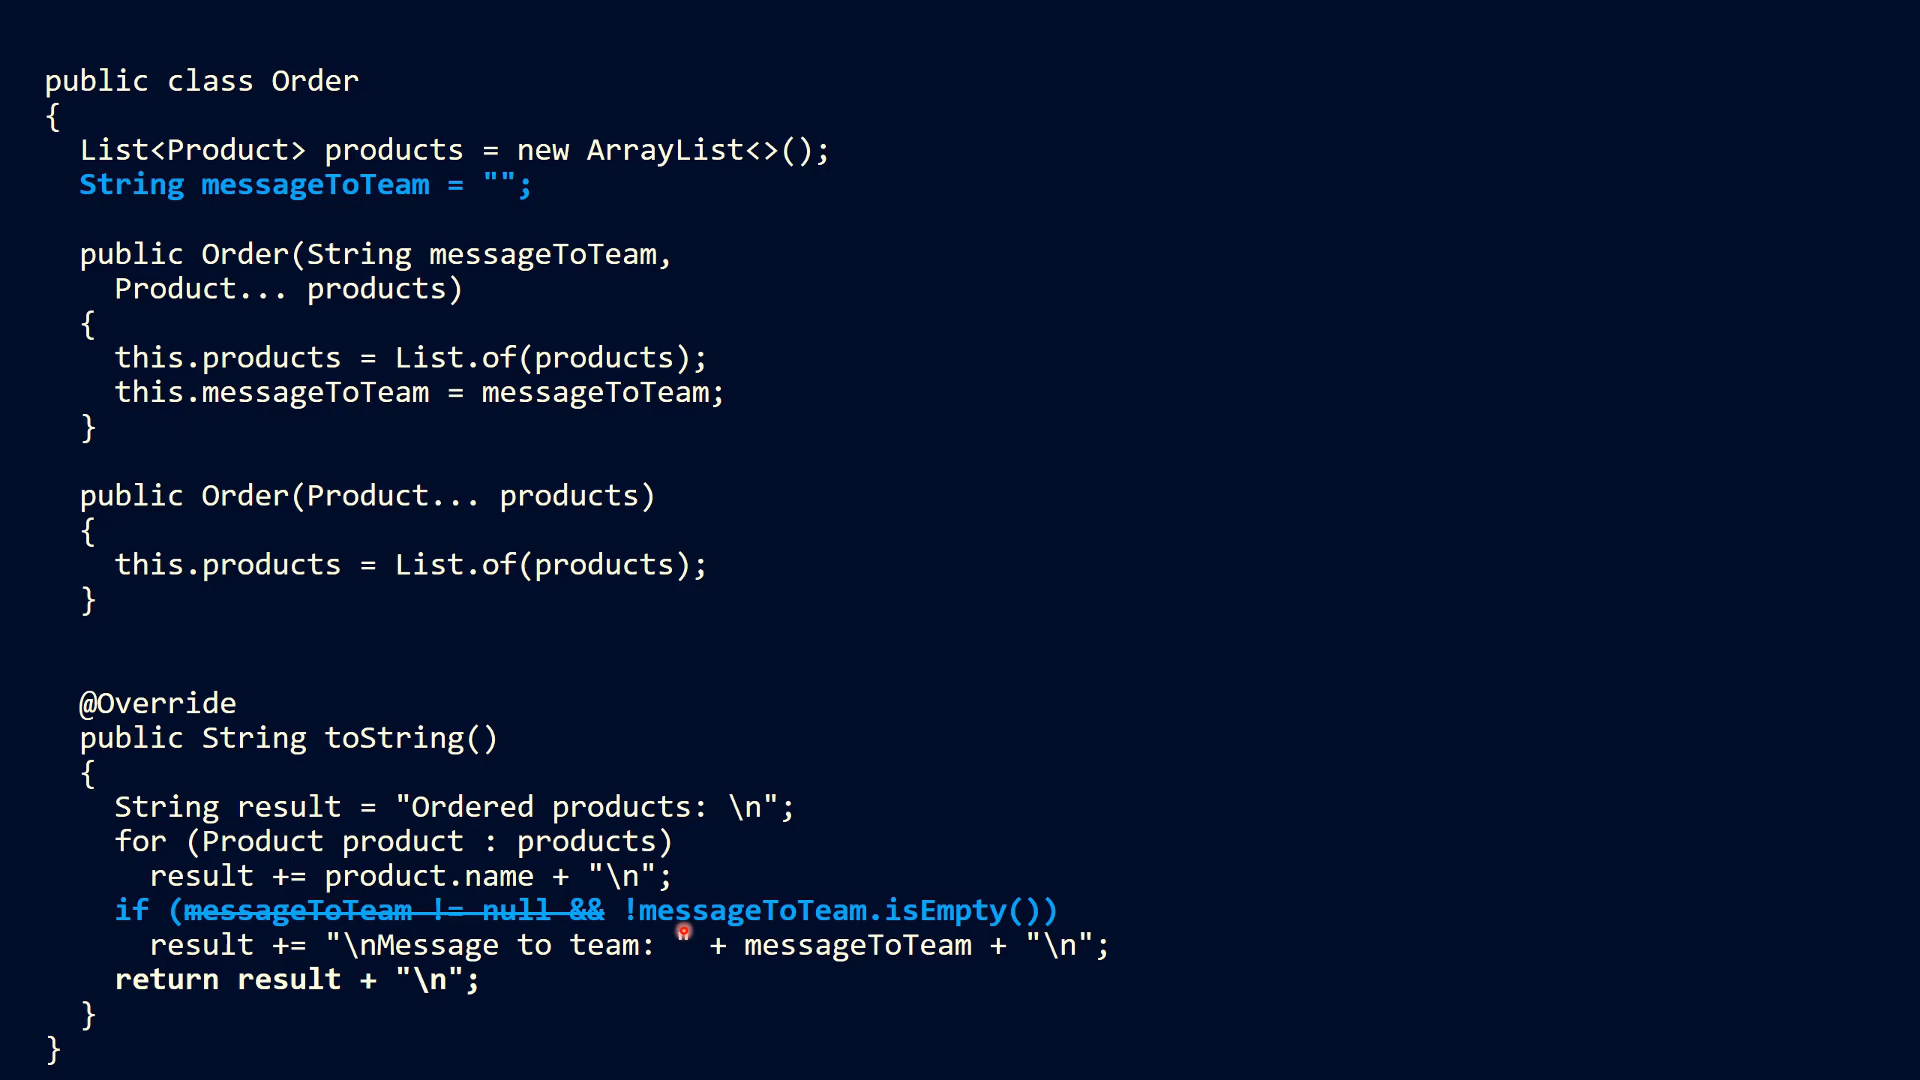 public class Order
{
List<Product> products = new ArrayList<>();
String messageToTeam = "";
public Order(String messageToTeam,
Product... products)
{
this.products = List.of(products);
this.messageToTeam = messageToTeam;
}
public Order(Product... products)
{
this.products = List.of(products);
}
@Override
public String toString()
{
String result = "Ordered products: \n";
for (Product product : products)
result += product.name + "\n";
if (messageToTeam != null && !messageToTeam.isEmpty())
result += "\nMessage to team: " + messageToTeam + "\n";
return result + "\n";
}
}